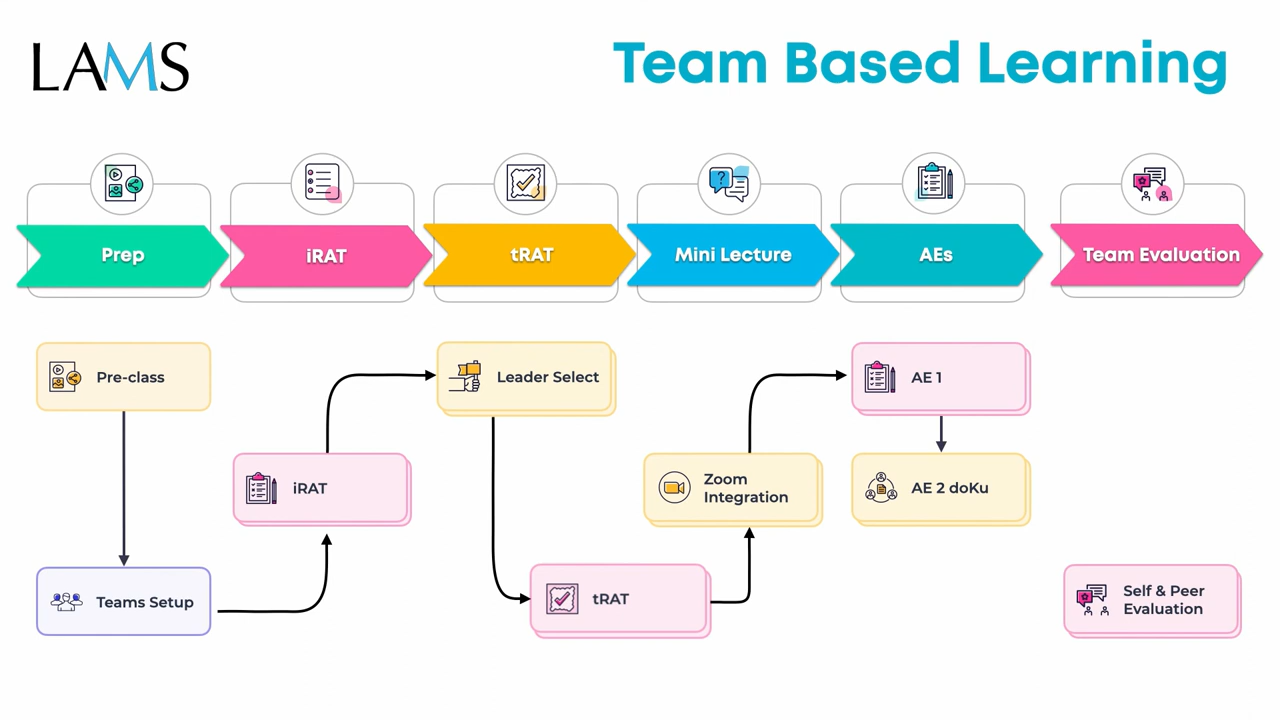 LAMS
Team Based Learning
Prep
iRAT
tRAT
Mini Lecture
AEs
Team Evaluation
Pre-class
Leader Select
AE 1
iRAT
Zoom
Integration
AE 2 doKu
Teams Setup
tRAT
Self & Peer
Evaluation